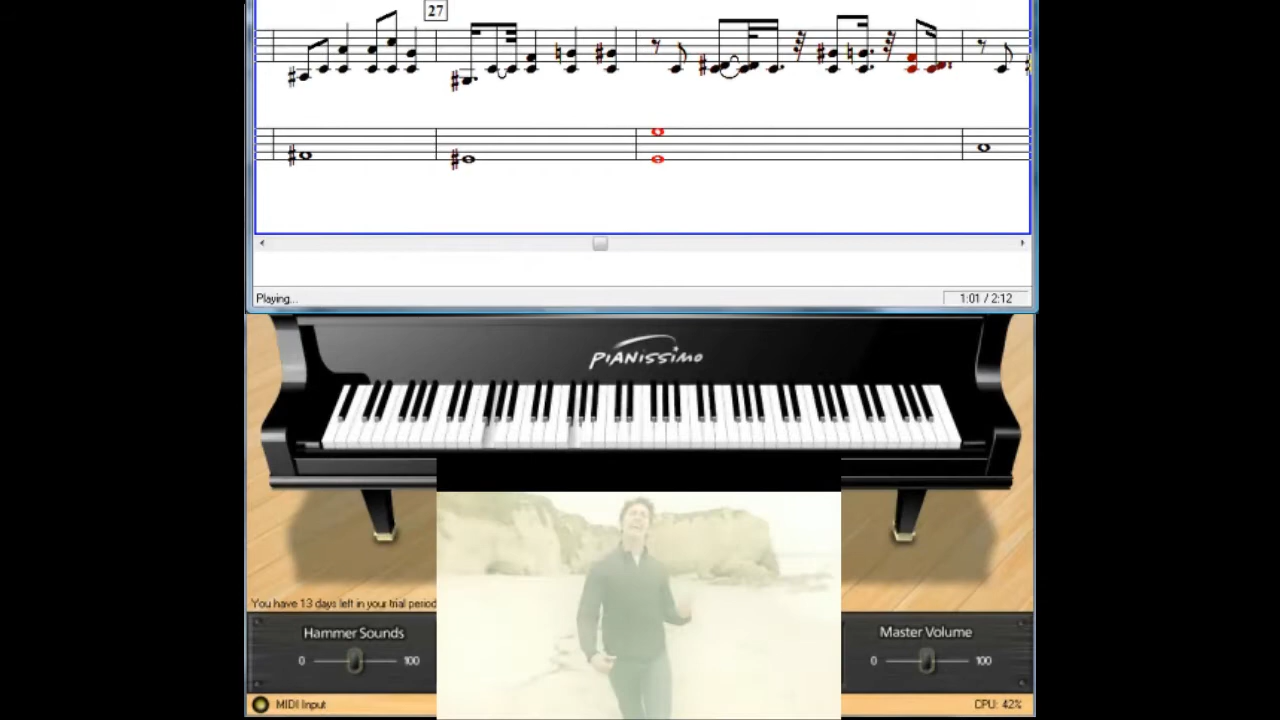 27
Playing...
1:01 / 2:12
PIANISSIMO
You have 13 days left in your trial period
Hammer Sounds
0
100
Master Volume
0
100
MIDI Input
CPU: 42%